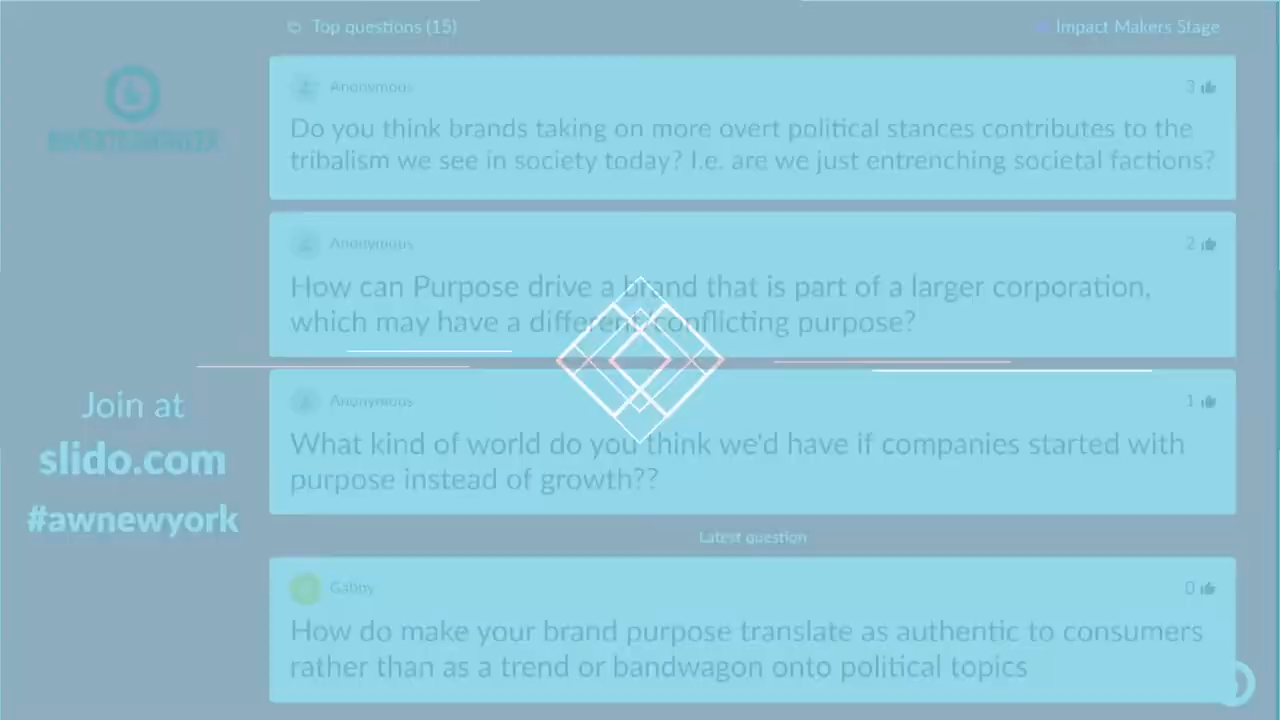 Top questions (15)
Impact Makers Stage
Anonymous
3
Do you think brands taking on more overt political stances contributes to the
tribalism we see in society today? I.e. are we just entrenching societal factions?
Anonymous
2
How can Purpose drive a brand that is part of a larger corporation,
which may have a different/conflicting purpose?
Anonymous
1
What kind of world do you think we'd have if companies started with
purpose instead of growth??
Join at
slido.com
#awnewyork
Latest question
Gabby
0
How do make your brand purpose translate as authentic to consumers
rather than as a trend or bandwagon onto political topics